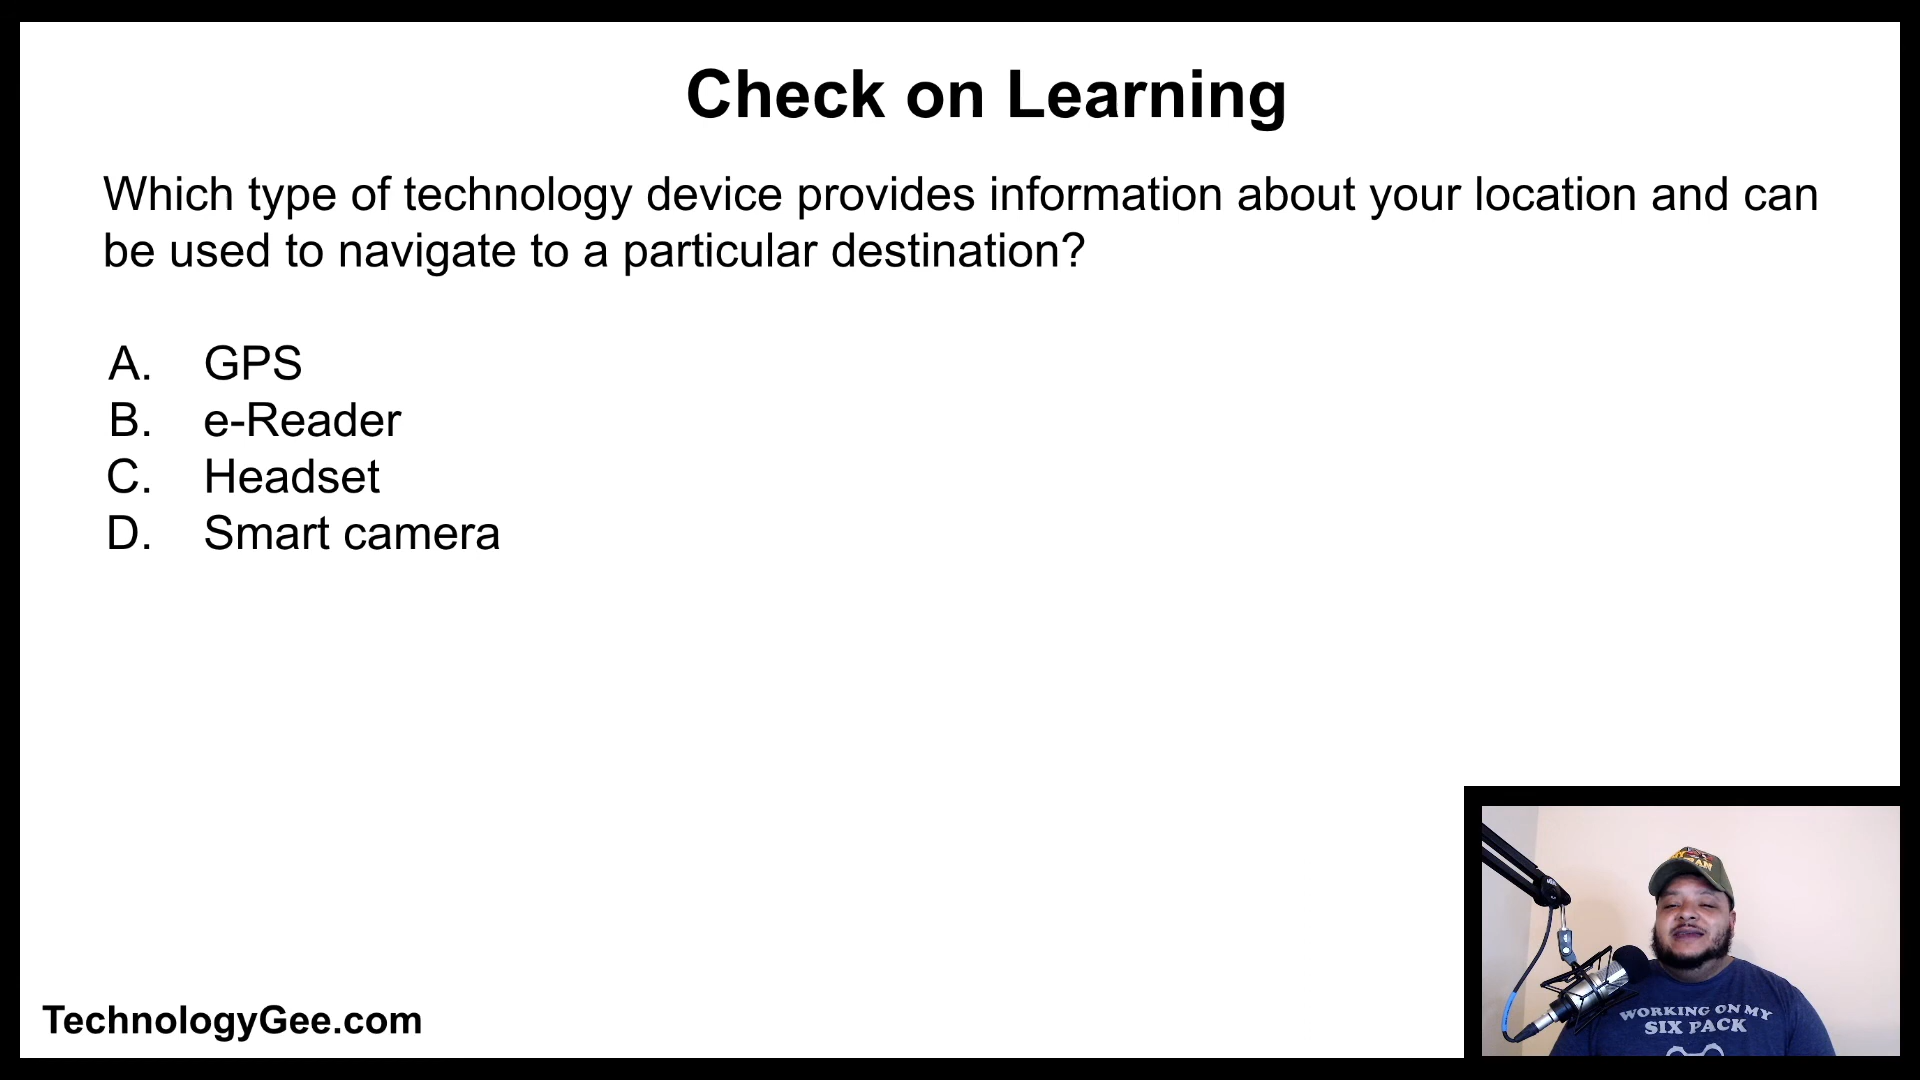 Check on Learning
Which type of technology device provides information about your location and can
be used to navigate to a particular destination?
A. GPS
B. e-Reader
C. Headset
D. Smart camera
TechnologyGee.com
WORKING ON MY
SIX PACK